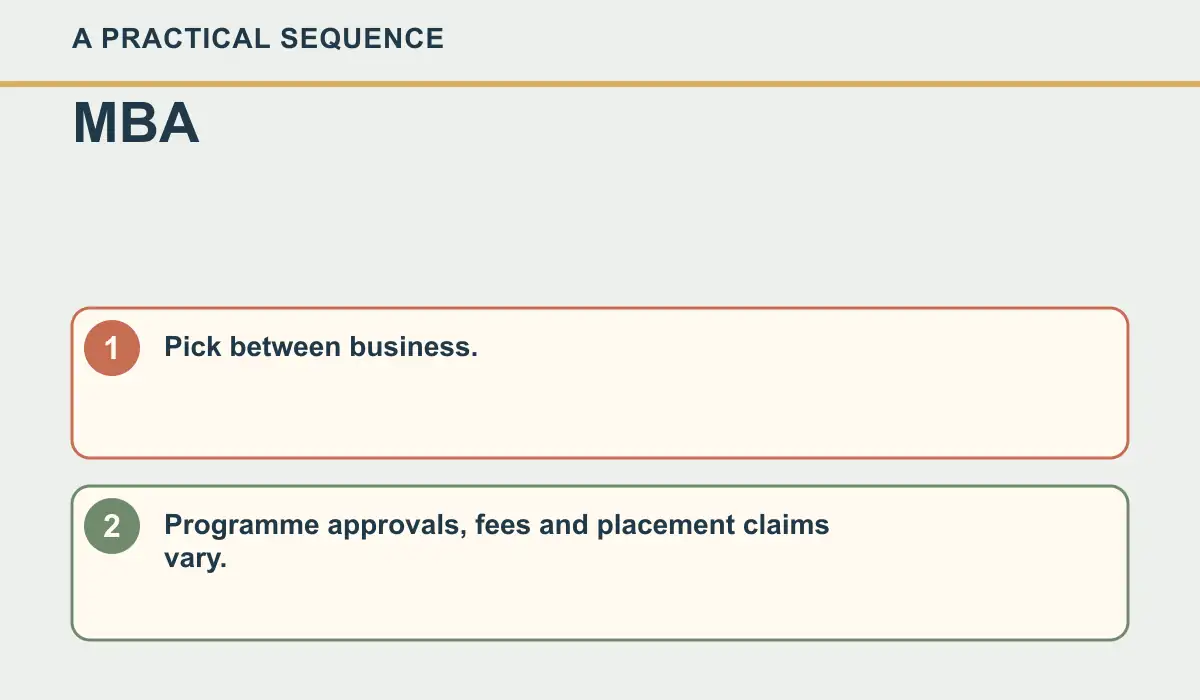 A PRACTICAL SEQUENCE
MBA
1
Pick between business.
2
Programme approvals, fees and placement claims
vary.